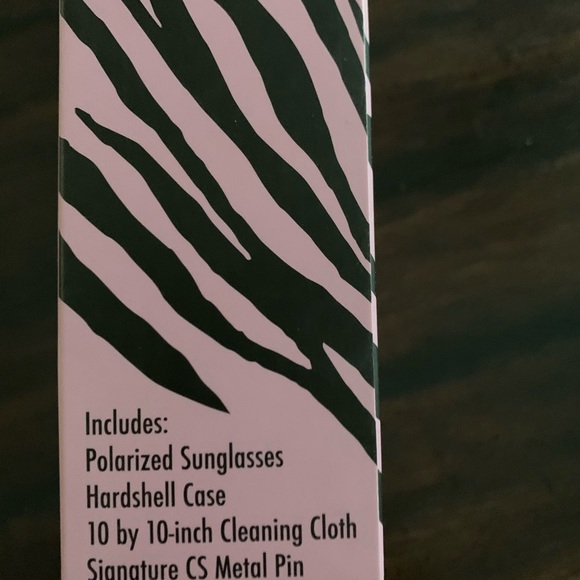 Includes:
Polarized Sunglasses
Hardshell Case
10 by 10-inch Cleaning Cloth
Signature CS Metal Pin